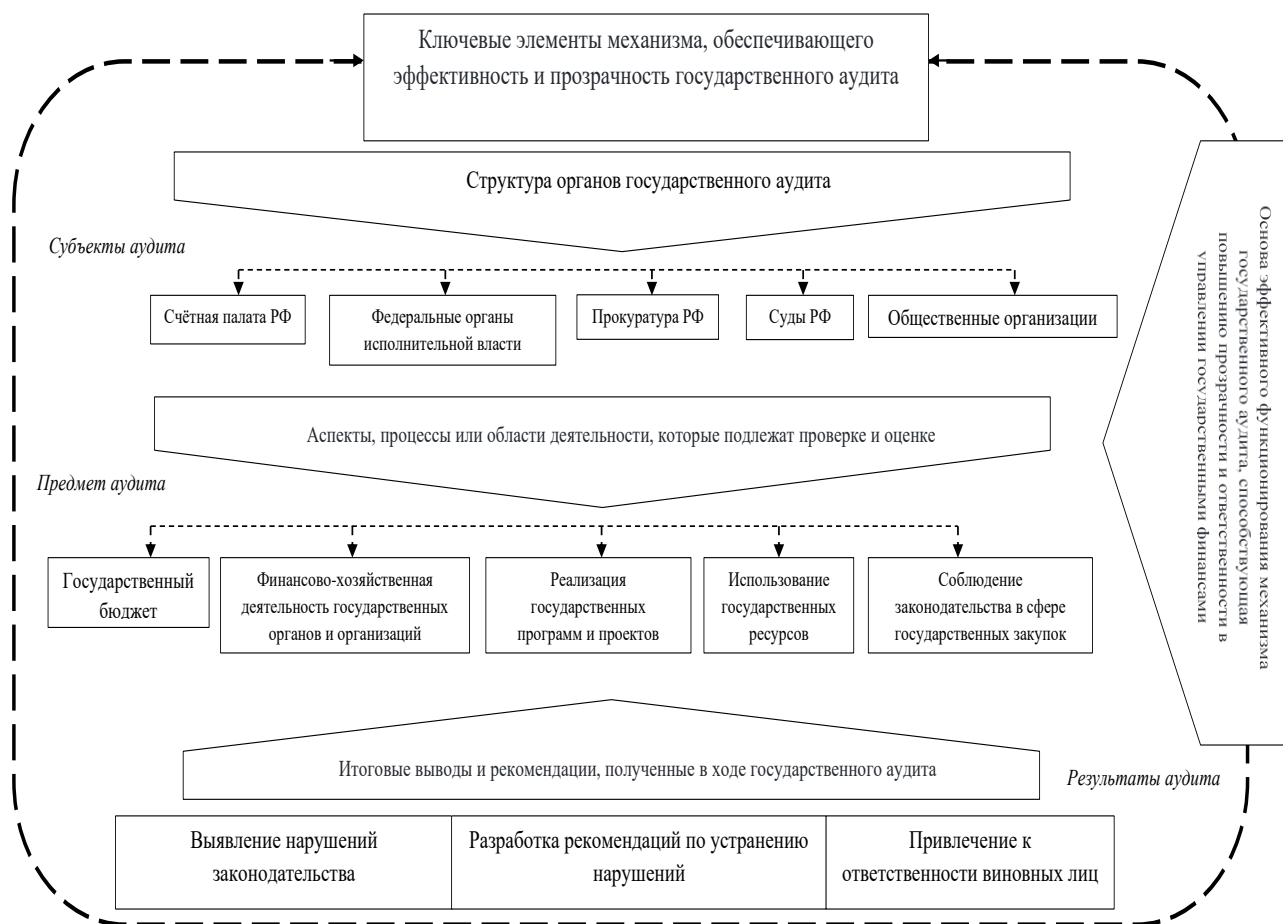 Ключевые элементы механизма, обеспечивающего
эффективность и прозрачность государственного аудита
Структура органов государственного аудита
Субъекты аудита
Счётная палата РФ
Федеральные органы
исполнительной власти
Прокуратура РФ
Суды РФ
Общественные организации
Аспекты, процессы или области деятельности, которые подлежат проверке и оценке
Предмет аудита
Государственный
бюджет
Финансово-хозяйственная
деятельность государственных
органов и организаций
Реализация
государственных
программ и проектов
Использование
государственных
ресурсов
Соблюдение
законодательства в сфере
государственных закупок
Итоговые выводы и рекомендации, полученные в ходе государственного аудита
Результаты аудита
Выявление нарушений
законодательства
Разработка рекомендаций по устранению
нарушений
Привлечение к
ответственности виновных лиц
Основа эффективного функционирования механизма
государственного аудита, способствующая
повышению прозрачности и ответственности в
управлении государственными финансами